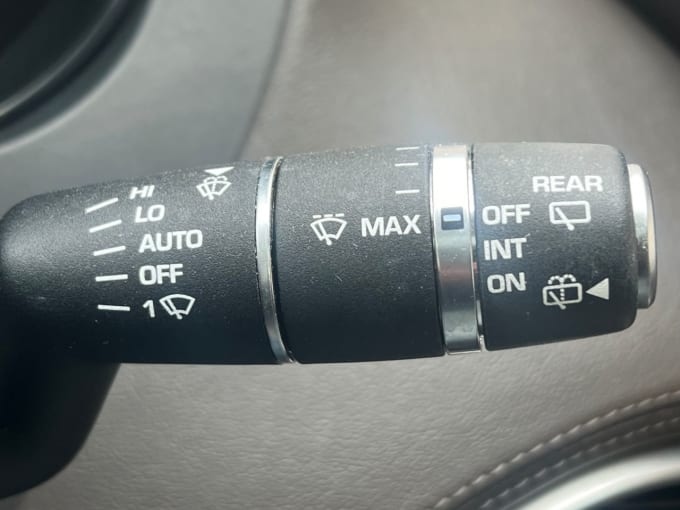 HI
LO
AUTO
OFF
1
MAX
REAR
OFF
INT
ON